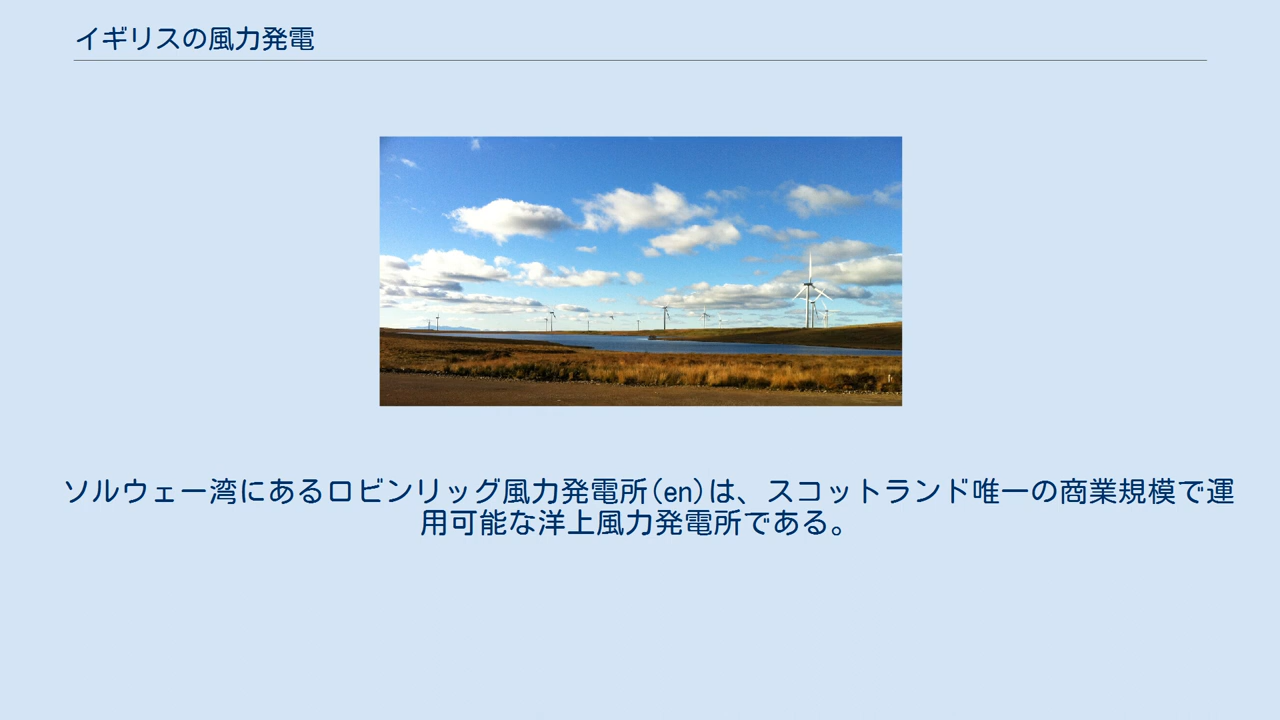 イギリスの風力発電
ソルウェー湾にあるロビンリッグ風力発電所(en)は、スコットランド唯一の商業規模で運
用可能な洋上風力発電所である。